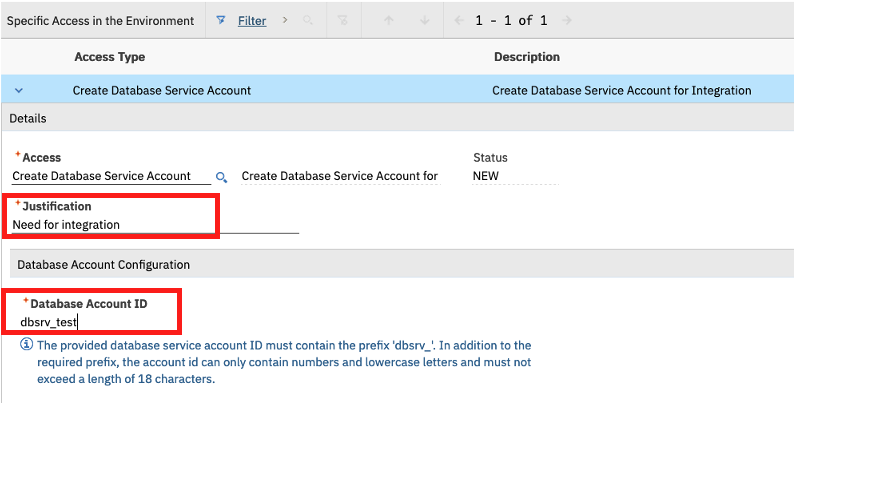 Specific Access in the Environment Filter 1 - 1 of 1
Access Type Description
Create Database Service Account Create Database Service Account for Integration
Details
Access Status
Create Database Service Account Create Database Service Account for NEW
Justification
Need for integration
Database Account Configuration
Database Account ID
dbsrv_test
The provided database service account ID must contain the prefix 'dbsrv_'. In addition to the
required prefix, the account id can only contain numbers and lowercase letters and must not
exceed a length of 18 characters.